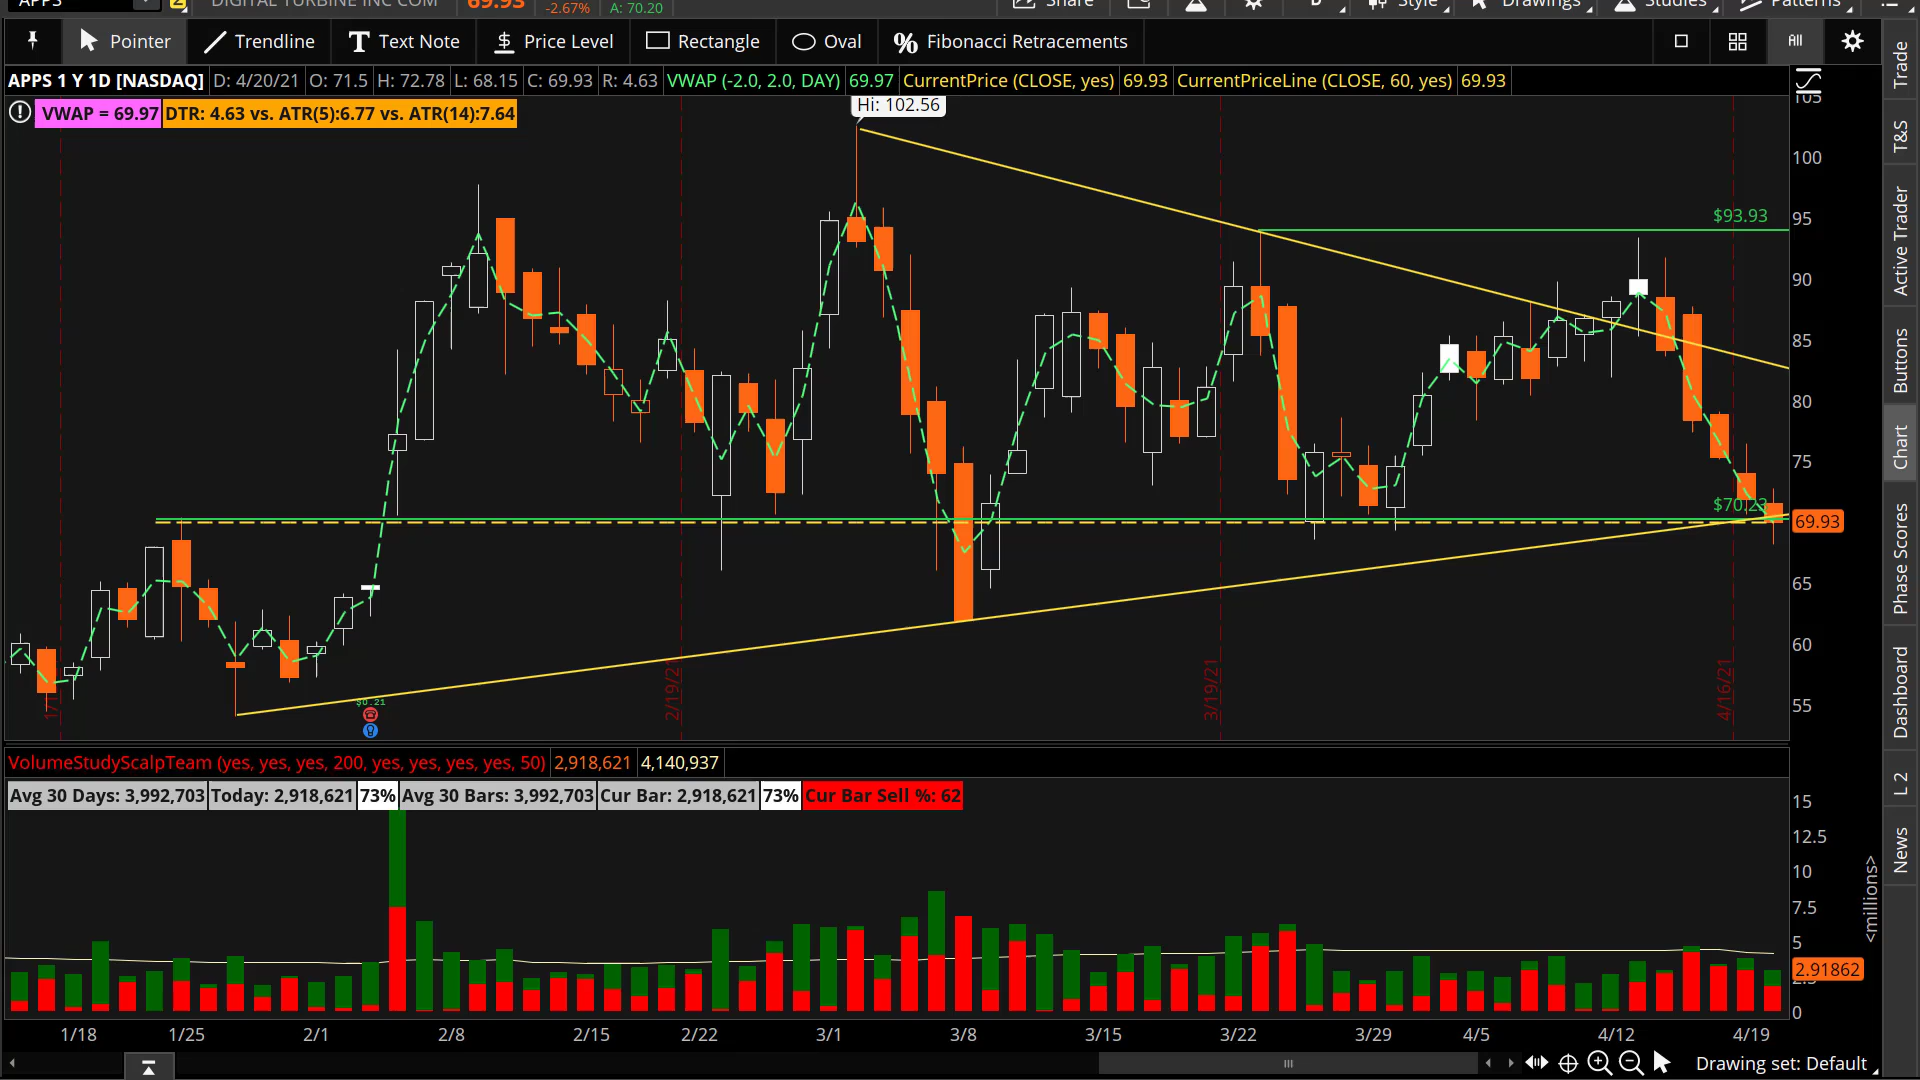 APPS 2 DIGITAL TURBINE INC COM 69.93 -2.67% A: 70.20 Share D Style Drawings Studies Patterns
Pointer Trendline Text Note Price Level Rectangle Oval Fibonacci Retracements All
APPS 1 Y 1D [NASDAQ] D: 4/20/21 O: 71.5 H: 72.78 L: 68.15 C: 69.93 R: 4.63 VWAP (-2.0, 2.0, DAY) 69.97 CurrentPrice (CLOSE, yes) 69.93 CurrentPriceLine (CLOSE, 60, yes) 69.93
VWAP = 69.97 DTR: 4.63 vs. ATR(5):6.77 vs. ATR(14):7.64
Hi: 102.56
105
100
$93.93
95
90
85
80
75
$70.23
69.93
65
60
55
$0.21
2/19/21
3/19/21
4/16/21
VolumeStudyScalpTeam (yes, yes, yes, 200, yes, yes, yes, yes, 50) 2,918,621 4,140,937
Avg 30 Days: 3,992,703 Today: 2,918,621 73% Avg 30 Bars: 3,992,703 Cur Bar: 2,918,621 73% Cur Bar Sell %: 62
15
12.5
10
7.5
5
2.91862
0
<millions>
1/18 1/25 2/1 2/8 2/15 2/22 3/1 3/8 3/15 3/22 3/29 4/5 4/12 4/19
Drawing set: Default
Trade
T&S
Active Trader
Buttons
Chart
Phase Scores
Dashboard
L 2
News